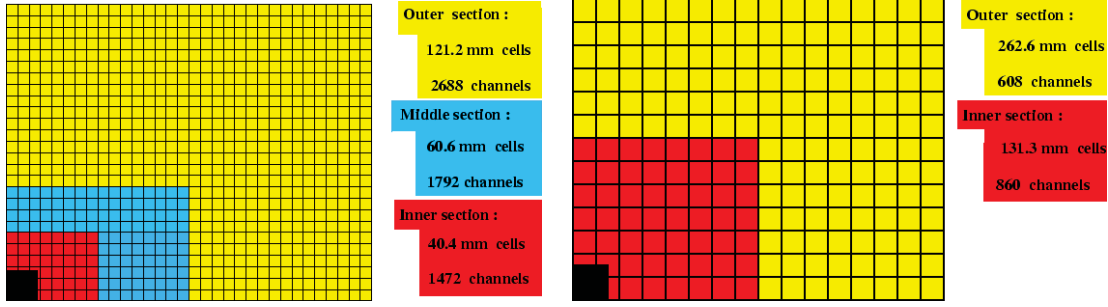 Outer section :
121.2 mm cells
2688 channels
Middle section :
60.6 mm cells
1792 channels
Inner section :
40.4 mm cells
1472 channels
Outer section :
262.6 mm cells
608 channels
Inner section :
131.3 mm cells
860 channels